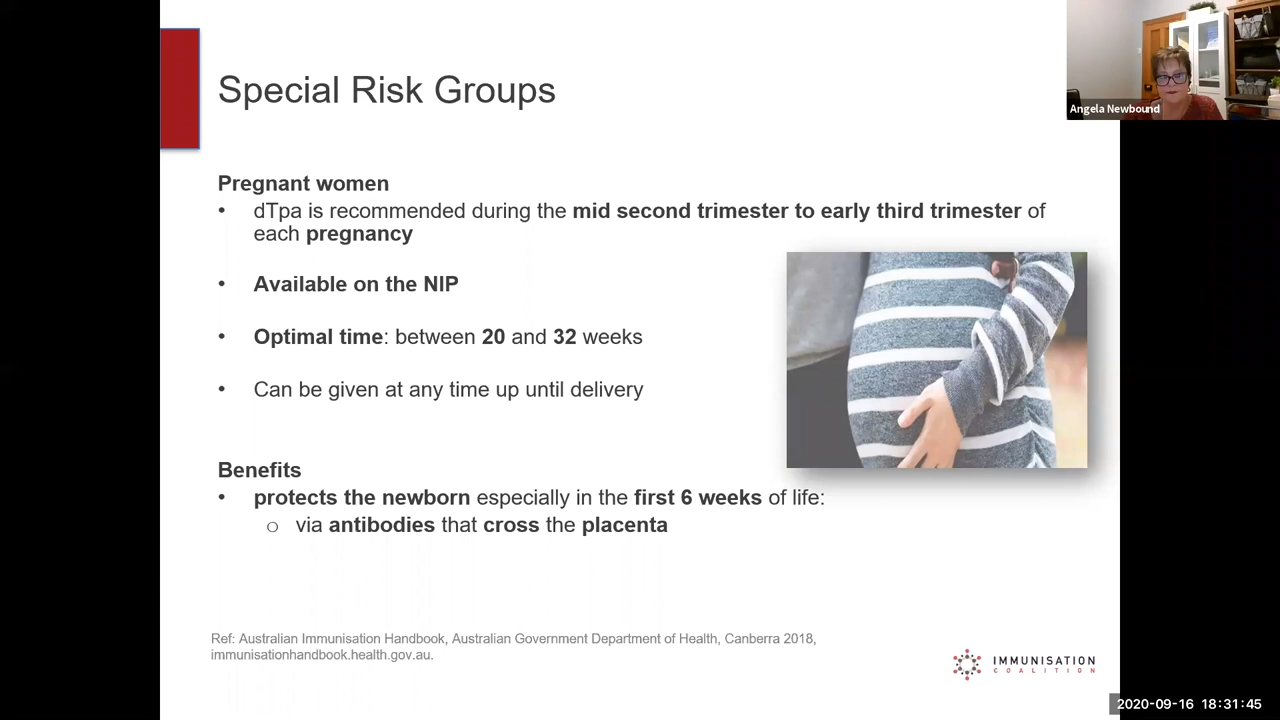 Special Risk Groups
Angela Newbound
Pregnant women
• dTpa is recommended during the mid second trimester to early third trimester of
each pregnancy
• Available on the NIP
• Optimal time: between 20 and 32 weeks
• Can be given at any time up until delivery
Benefits
• protects the newborn especially in the first 6 weeks of life:
o via antibodies that cross the placenta
Ref: Australian Immunisation Handbook, Australian Government Department of Health, Canberra 2018,
immunisationhandbook.health.gov.au.
IMMUNISATION
COALITION
2020-09-16 18:31:45